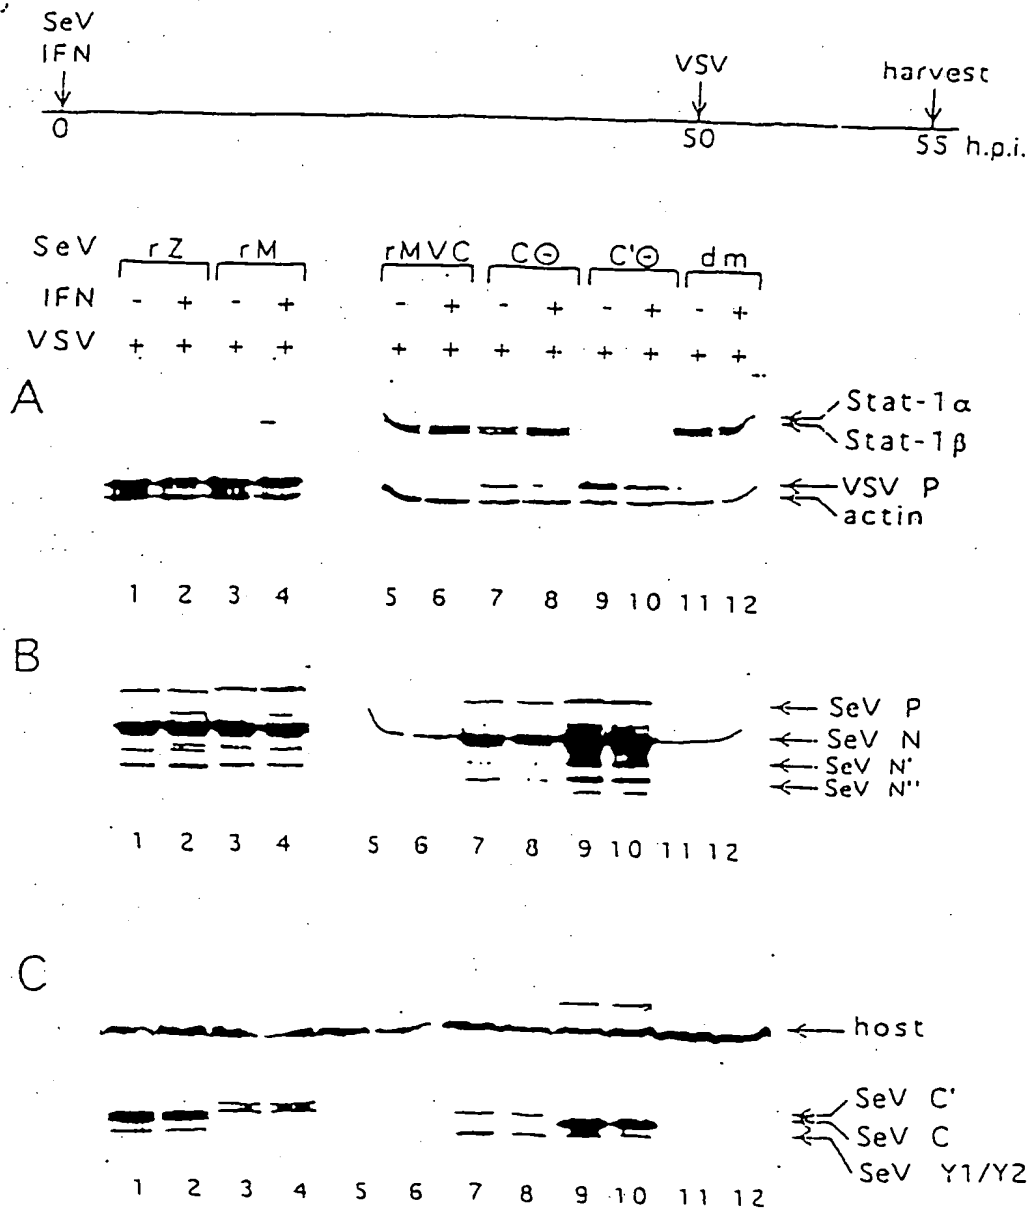 SeV
IFN
VSV
harvest
0
50
55 h.p.i.
SeV rZ rM rMVC C⊖ C'⊖ dm
IFN - + - + - + - + - + - +
VSV + + + + + + + + + + + +
A
Stat-1α
Stat-1β
VSV P
actin
1 2 3 4 5 6 7 8 9 10 11 12
B
SeV P
SeV N
SeV N'
SeV N''
1 2 3 4 5 6 7 8 9 10 11 12
C
host
SeV C'
SeV C
SeV Y1/Y2
1 2 3 4 5 6 7 8 9 10 11 12